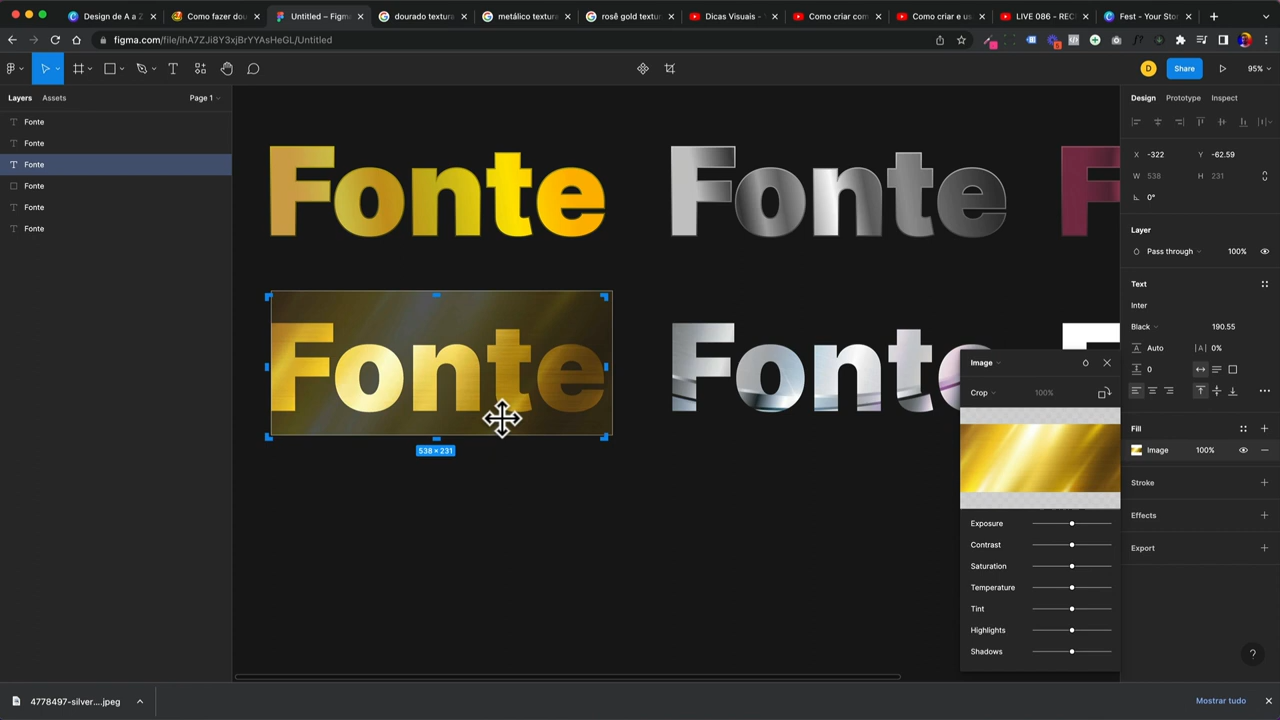 Design de A a Z
Como fazer dou
Untitled – Figm
dourado textura
metálico textura
rosê gold textu
Dicas Visuais -
Como criar com
Como criar e us
LIVE 086 - REC
Fest - Your Sto
figma.com/file/ihA7ZJi8Y3xjBrYYAsHeGL/Untitled
D
Share
95%
Layers
Assets
Page 1
Design
Prototype
Inspect
Fonte
Fonte
Fonte
Fonte
Fonte
Fonte
Fonte
Fonte
F
Fonte
538 × 231
Fonte
X
-322
Y
-62.59
W
538
H
231
0°
Layer
Pass through
100%
Text
Inter
Black
190.55
Auto
|A|
0%
0
Fill
Image
100%
Stroke
Effects
Export
Image
Crop
100%
Exposure
Contrast
Saturation
Temperature
Tint
Highlights
Shadows
?
4778497-silver....jpeg
Mostrar tudo